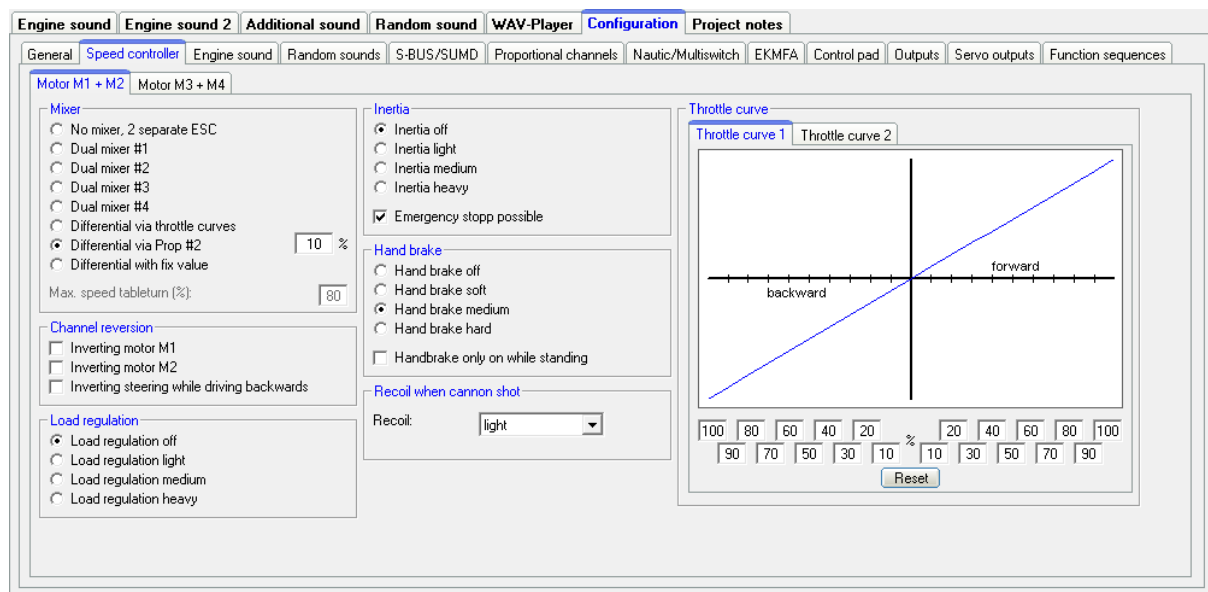 Engine sound Engine sound 2 Additional sound Random sound WAV-Player Configuration Project notes
General Speed controller Engine sound Random sounds S-BUS/SUMD Proportional channels Nautic/Multiswitch EKMFA Control pad Outputs Servo outputs Function sequences
Motor M1 + M2 Motor M3 + M4
Mixer
No mixer, 2 separate ESC
Dual mixer #1
Dual mixer #2
Dual mixer #3
Dual mixer #4
Differential via throttle curves
Differential via Prop #2 10 %
Differential with fix value
Max. speed tableturn (%): 80
Channel reversion
Inverting motor M1
Inverting motor M2
Inverting steering while driving backwards
Load regulation
Load regulation off
Load regulation light
Load regulation medium
Load regulation heavy
Inertia
Inertia off
Inertia light
Inertia medium
Inertia heavy
Emergency stopp possible
Hand brake
Hand brake off
Hand brake soft
Hand brake medium
Hand brake hard
Handbrake only on while standing
Recoil when cannon shot
Recoil: light
Throttle curve
Throttle curve 1 Throttle curve 2
forward
backward
100 80 60 40 20 % 20 40 60 80 100
90 70 50 30 10 10 30 50 70 90
Reset